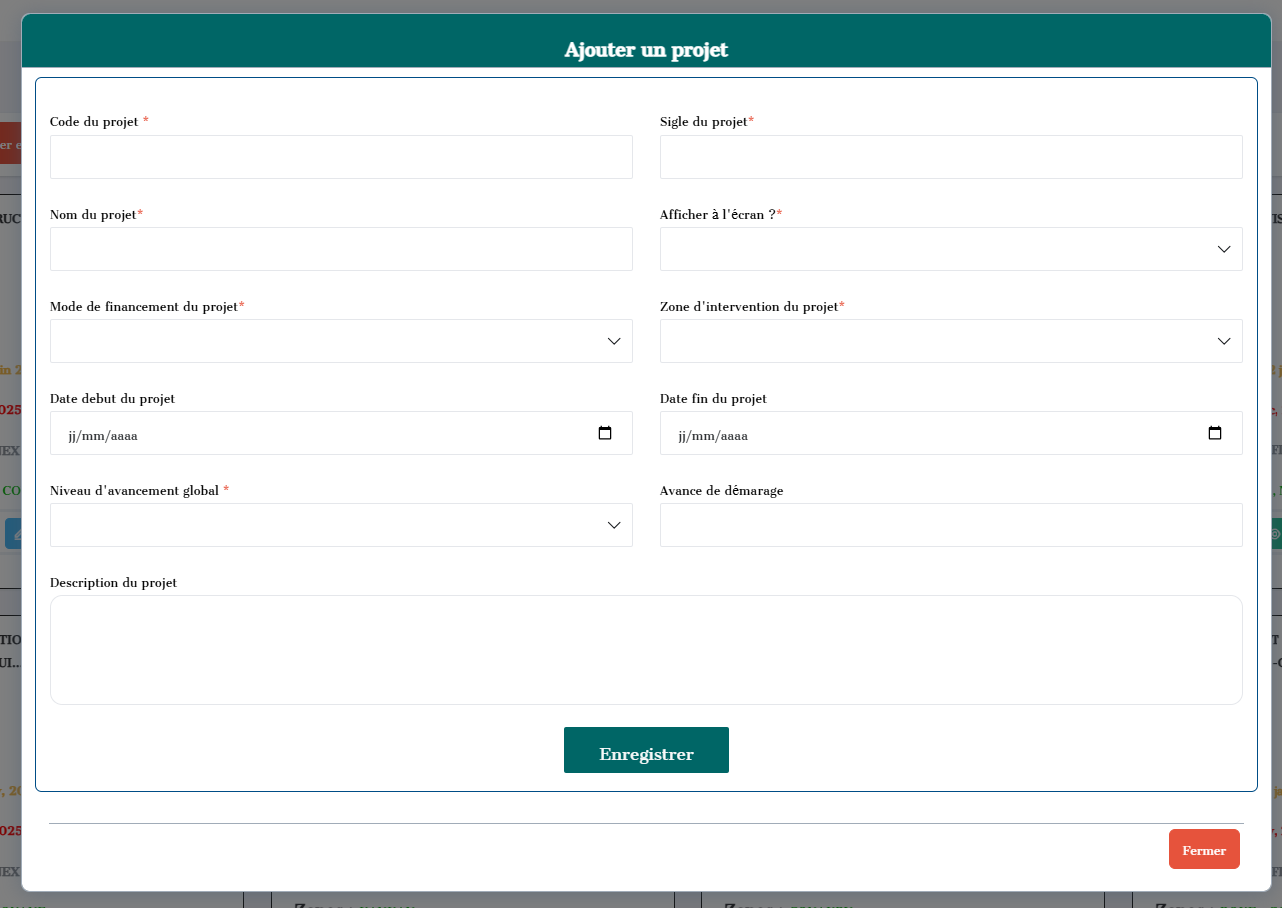 Ajouter un projet
Code du projet *
Sigle du projet*
Nom du projet*
Afficher à l'écran ?*
Mode de financement du projet*
Zone d'intervention du projet*
Date debut du projet
Date fin du projet
jj/mm/aaaa
jj/mm/aaaa
Niveau d'avancement global *
Avance de démarage
Description du projet
Enregistrer
Fermer